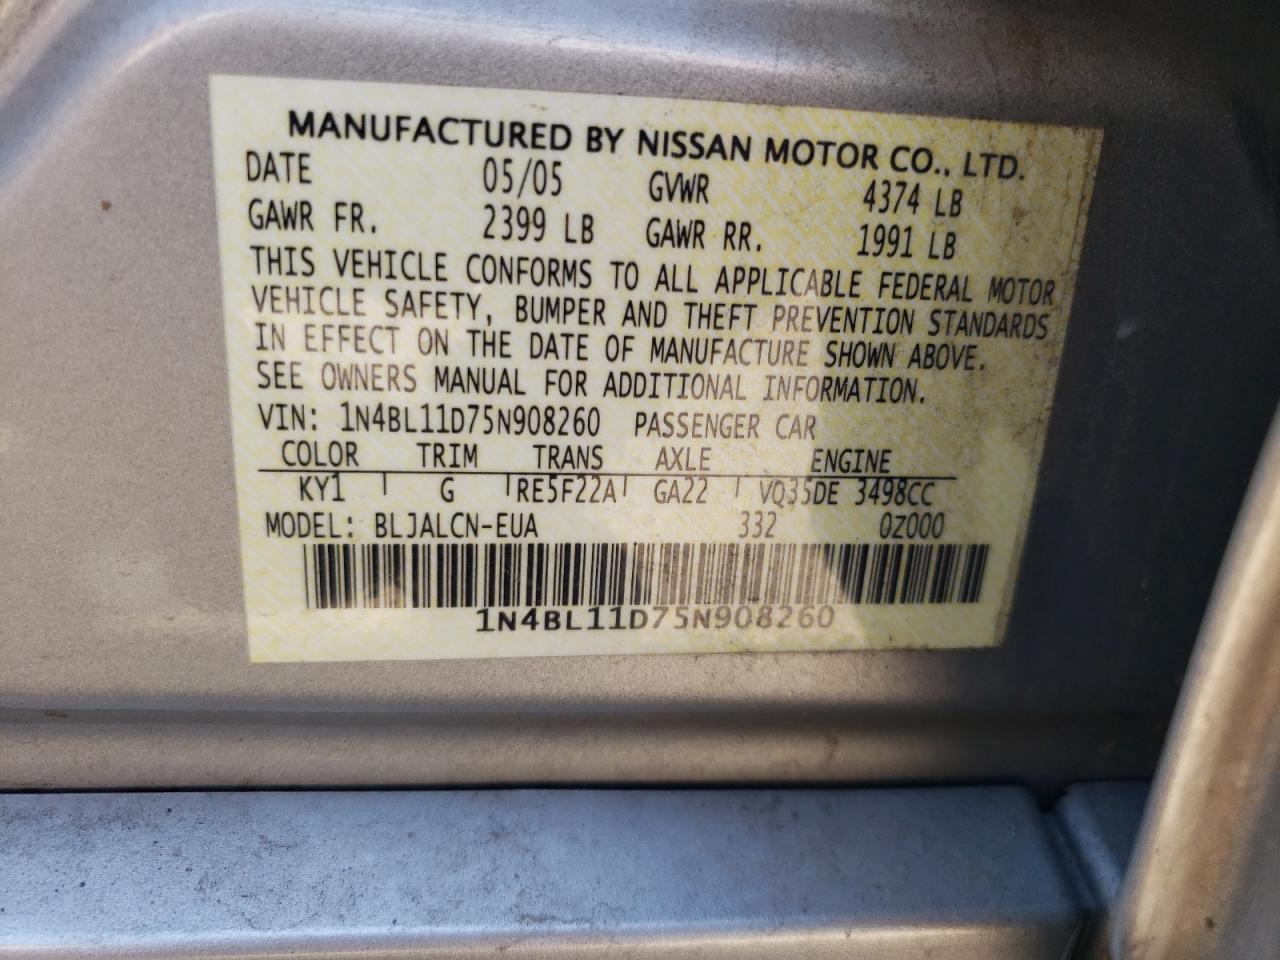 MANUFACTURED BY NISSAN MOTOR CO., LTD.
DATE 05/05 GVWR 4374 LB
GAWR FR. 2399 LB GAWR RR. 1991 LB
THIS VEHICLE CONFORMS TO ALL APPLICABLE FEDERAL MOTOR
VEHICLE SAFETY, BUMPER AND THEFT PREVENTION STANDARDS
IN EFFECT ON THE DATE OF MANUFACTURE SHOWN ABOVE.
SEE OWNERS MANUAL FOR ADDITIONAL INFORMATION.
VIN: 1N4BL11D75N908260 PASSENGER CAR
COLOR TRIM TRANS AXLE ENGINE
KY1 G RE5F22A GA22 VQ35DE 3498CC
MODEL: BLJALCN-EUA 332 0Z000
1N4BL11D75N908260